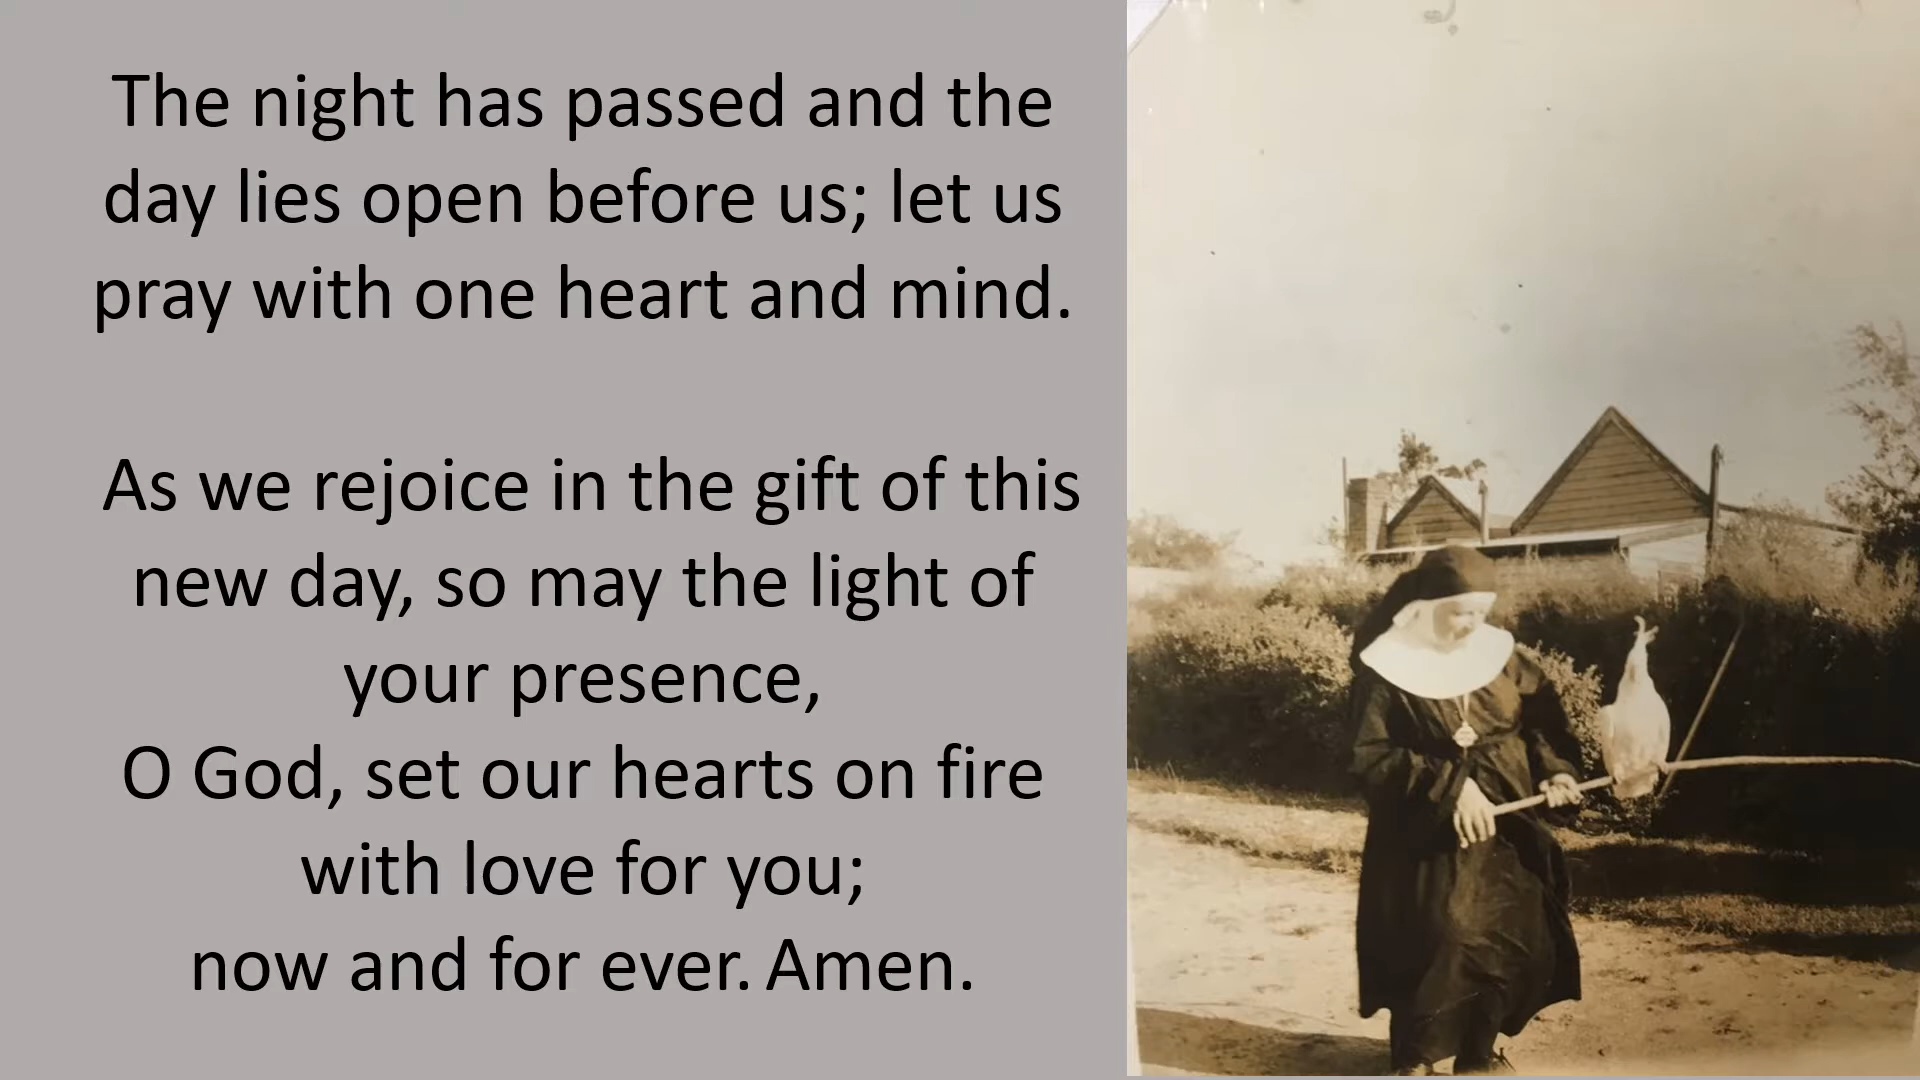 The night has passed and the
day lies open before us; let us
pray with one heart and mind.
As we rejoice in the gift of this
new day, so may the light of
your presence,
O God, set our hearts on fire
with love for you;
now and for ever. Amen.